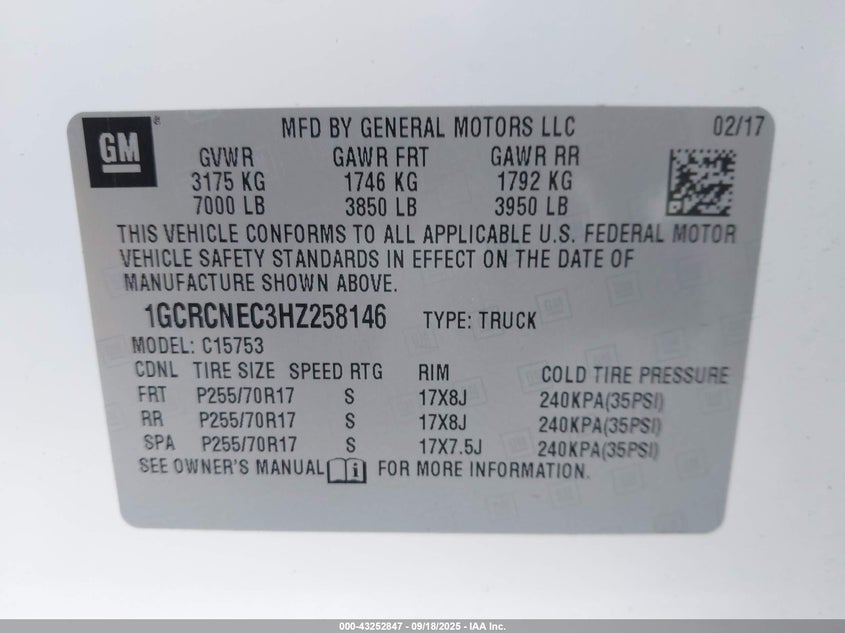 GM
MFD BY GENERAL MOTORS LLC 02/17
GVWR GAWR FRT GAWR RR
3175 KG 1746 KG 1792 KG
7000 LB 3850 LB 3950 LB
THIS VEHICLE CONFORMS TO ALL APPLICABLE U.S. FEDERAL MOTOR
VEHICLE SAFETY STANDARDS IN EFFECT ON THE DATE OF
MANUFACTURE SHOWN ABOVE.
1GCRCNEC3HZ258146 TYPE: TRUCK
MODEL: C15753
CDNL TIRE SIZE SPEED RTG RIM COLD TIRE PRESSURE
FRT P255/70R17 S 17X8J 240KPA(35PSI)
RR P255/70R17 S 17X8J 240KPA(35PSI)
SPA P255/70R17 S 17X7.5J 240KPA(35PSI)
SEE OWNER'S MANUAL i FOR MORE INFORMATION.
000-43252847 - 09/18/2025 - IAA Inc.